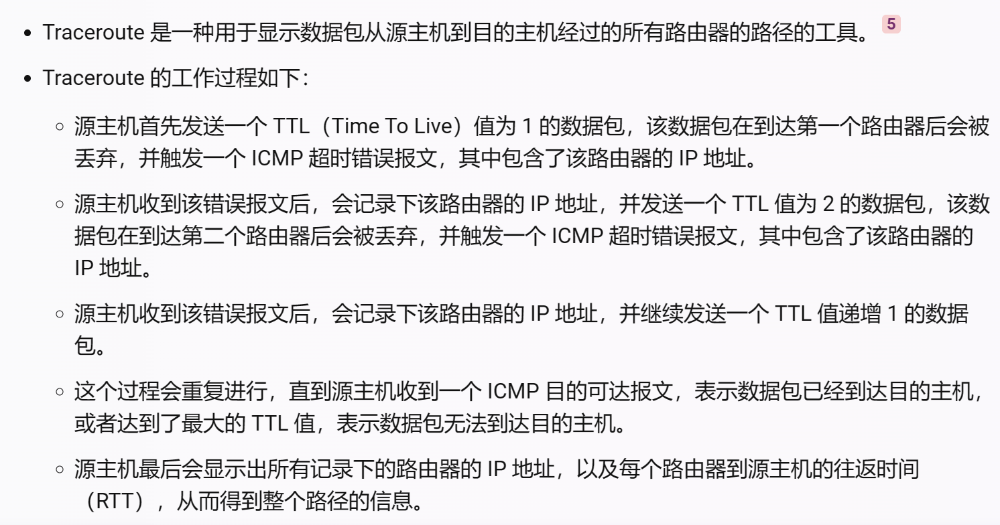 Traceroute 是一种用于显示数据包从源主机到目的主机经过的所有路由器的路径的工具。 5
Traceroute 的工作过程如下：
源主机首先发送一个 TTL（Time To Live）值为 1 的数据包，该数据包在到达第一个路由器后会被
丢弃，并触发一个 ICMP 超时错误报文，其中包含了该路由器的 IP 地址。
源主机收到该错误报文后，会记录下该路由器的 IP 地址，并发送一个 TTL 值为 2 的数据包，该数
据包在到达第二个路由器后会被丢弃，并触发一个 ICMP 超时错误报文，其中包含了该路由器的
IP 地址。
源主机收到该错误报文后，会记录下该路由器的 IP 地址，并继续发送一个 TTL 值递增 1 的数据
包。
这个过程会重复进行，直到源主机收到一个 ICMP 目的可达报文，表示数据包已经到达目的主机，
或者达到了最大的 TTL 值，表示数据包无法到达目的主机。
源主机最后会显示出所有记录下的路由器的 IP 地址，以及每个路由器到源主机的往返时间
（RTT），从而得到整个路径的信息。